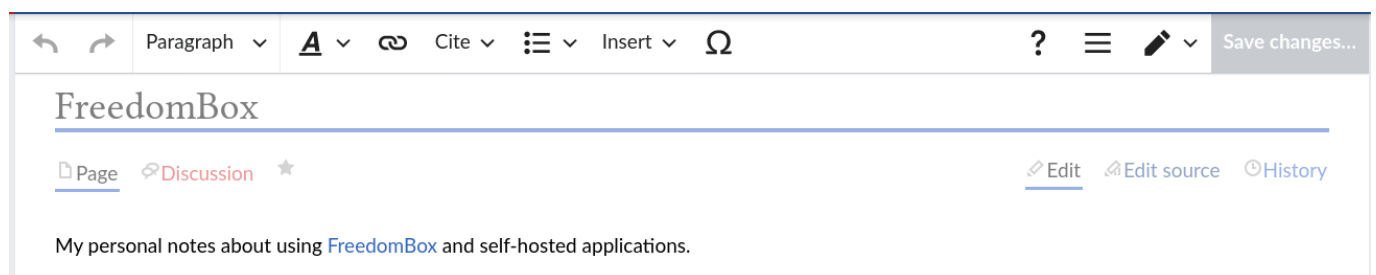 Paragraph A Cite Insert Ω ? Save changes...
FreedomBox
Page Discussion Edit Edit source History
My personal notes about using FreedomBox and self-hosted applications.